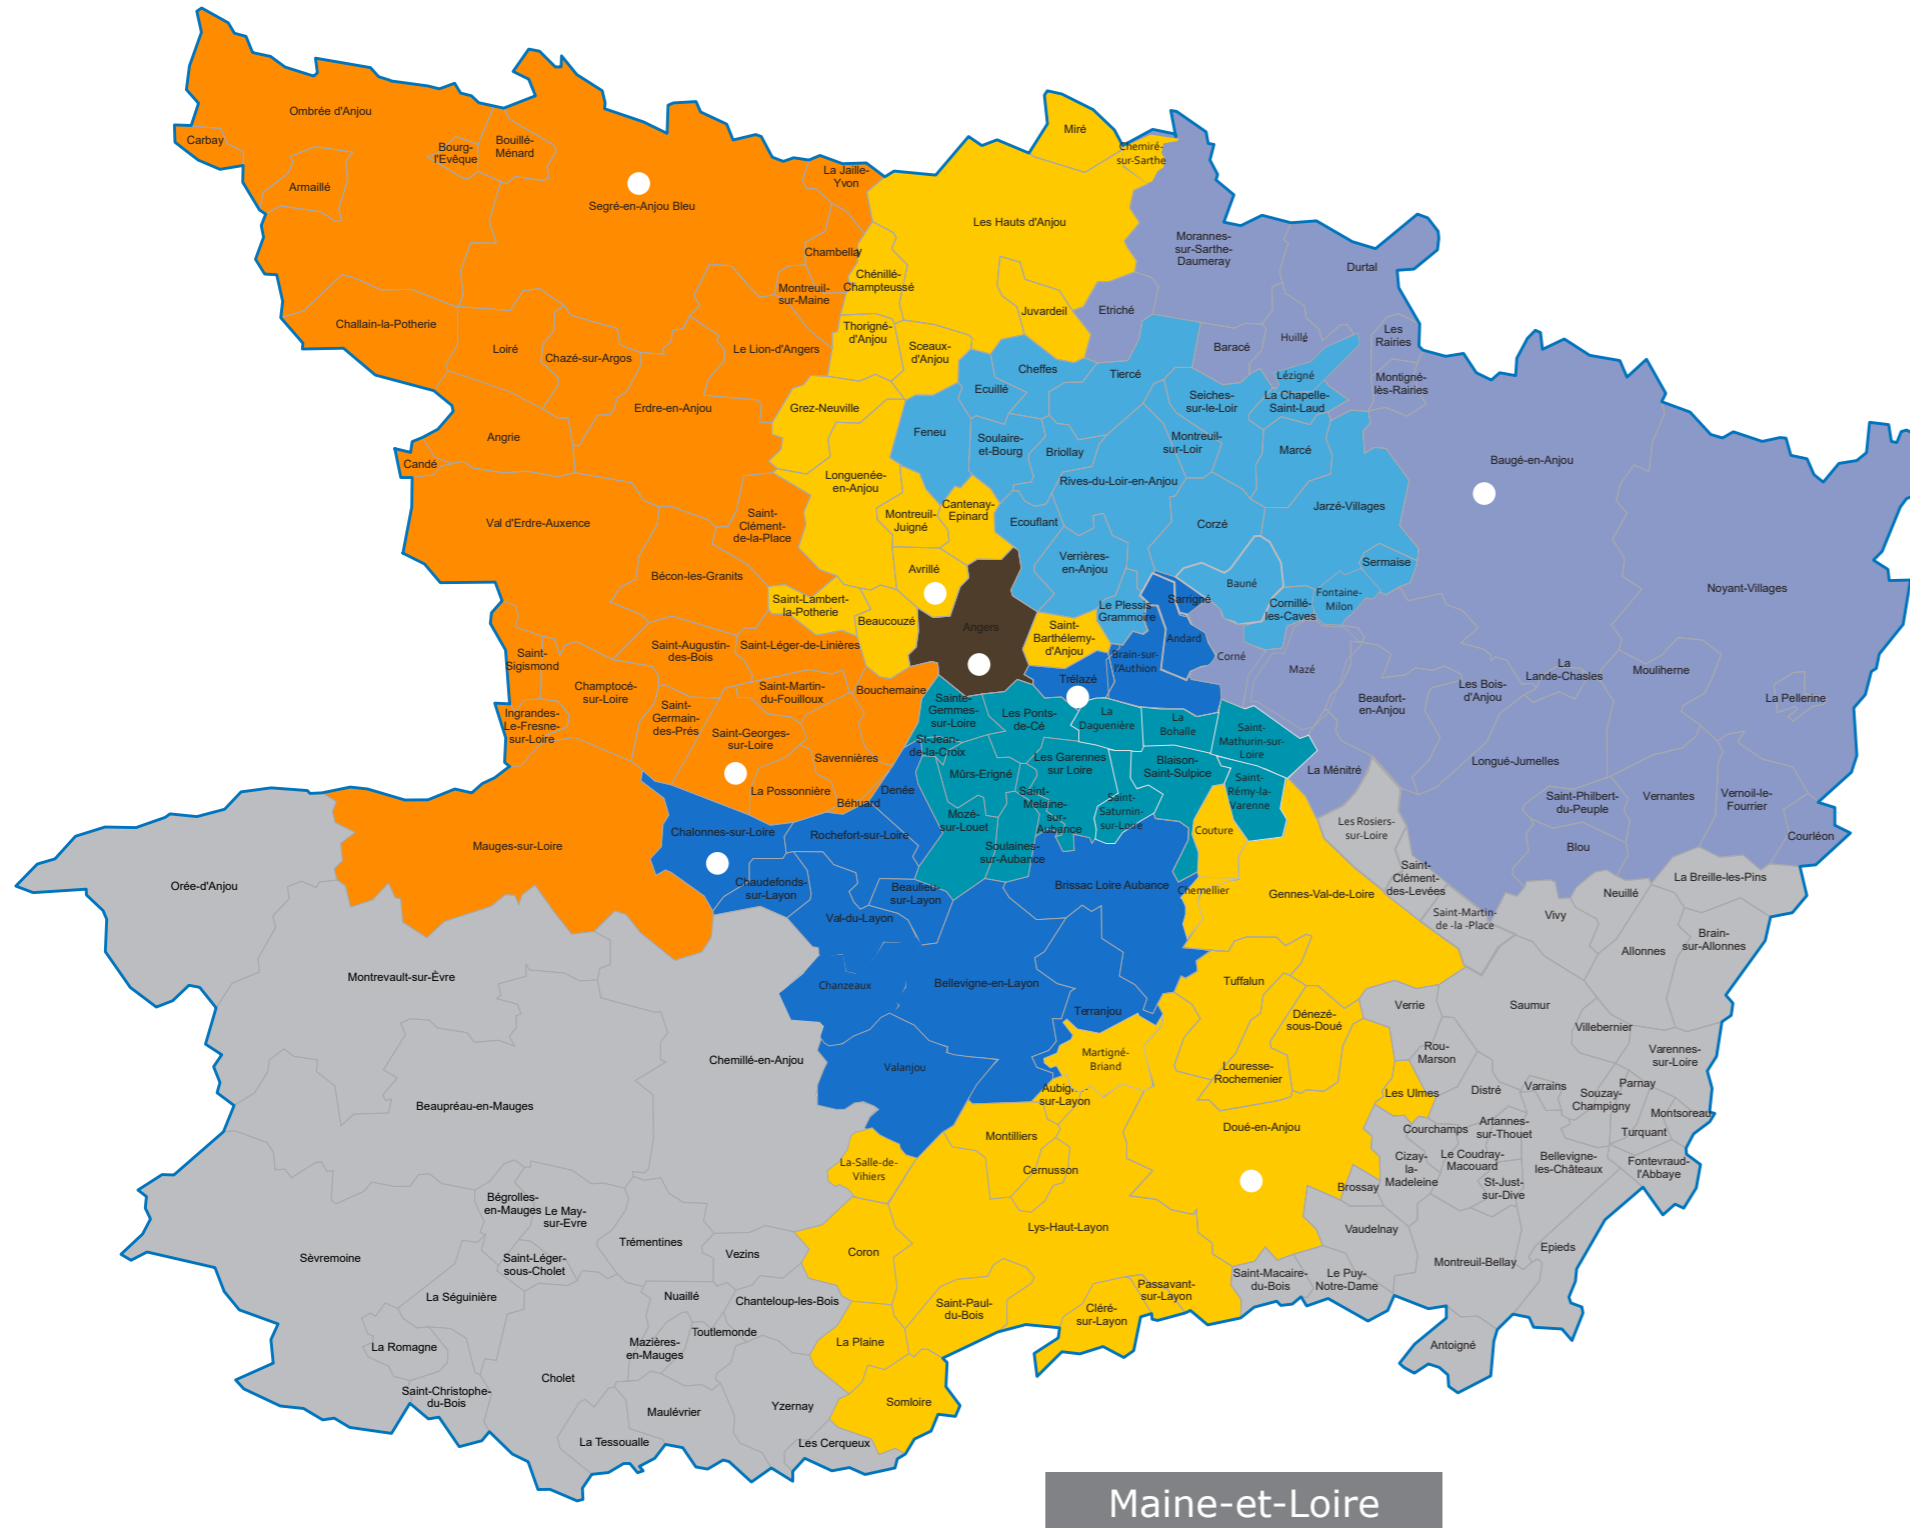 Miré
Ombrée d'Anjou
Carbay
Bourg-
l'Evêque
Bouillé-
Ménard
Chemiré-
sur-Sarthe
Armaillé
La Jaille-
Yvon
Segré-en-Anjou Bleu
Les Hauts d'Anjou
Morannes-
sur-Sarthe-
Daumeray
Durtal
Chambellay
Chénillé-
Champteussé
Montreuil-
sur-Maine
Etriché
Juvardeil
Challain-la-Potherie
Loiré
Chazé-sur-Argos
Le Lion-d'Angers
Thorigné-
d'Anjou
Sceaux-
d'Anjou
Baracé
Huillé
Les
Rairies
Cheffes
Tiercé
Lézigné
Montigné-
lès-Rairies
Ecuillé
Seiches-
sur-le-Loir
La Chapelle-
Saint-Laud
Erdre-en-Anjou
Grez-Neuville
Angrie
Feneu
Soulaire-
et-Bourg
Briollay
Montreuil-
sur-Loir
Marcé
Candé
Baugé-en-Anjou
Longuenée-
en-Anjou
Rives-du-Loir-en-Anjou
Cantenay-
Epinard
Jarzé-Villages
Val d'Erdre-Auxence
Saint-
Clément-
de-la-Place
Montreuil-
Juigné
Ecouflant
Corzé
Verrières-
en-Anjou
Sermaise
Bécon-les-Granits
Avrillé
Bauné
Noyant-Villages
Saint-Lambert-
la-Potherie
Beaucouzé
Angers
Saint-
Barthélemy-
d'Anjou
Le Plessis
Grammoire
Sarrigné
Cornillé-
les-Caves
Fontaine-
Milon
Andard
Saint-Augustin-
des-Bois
Saint-Léger-de-Linières
Brain-sur-
l'Authion
Corné
Mazé
Saint-
Sigismond
La
Lande-Chasles
Mouliherne
Champtocé-
sur-Loire
Saint-Martin-
du-Fouilloux
Bouchemaine
Trélazé
Beaufort-
en-Anjou
Les Bois-
d'Anjou
La Pellerine
Ingrandes-
Le-Fresne-
sur-Loire
Saint-
Germain-
des-Prés
Sainte-
Gemmes-
sur-Loire
Les Ponts-
de-Cé
La
Daguenière
La
Bohalle
Saint-
Mathurin-sur-
Loire
Saint-Georges-
sur-Loire
Savennières
St-Jean-
de-la-Croix
Les Garennes
sur Loire
Blaison-
Saint-Sulpice
La Ménitré
Longué-Jumelles
La Possonnière
Béhuard
Denée
Mûrs-Erigné
Saint-
Rémy-la-
Varenne
Saint-Philbert-
du-Peuple
Vernantes
Vernoil-le-
Fourrier
Mozé-
sur-Louet
Saint-
Melaine-
sur-
Aubance
Saint-
Saturnin-
sur-Loire
Chalonnes-sur-Loire
Rochefort-sur-Loire
Couture
Les Rosiers-
sur-Loire
Courléon
Mauges-sur-Loire
Soulaines-
sur-Aubance
Blou
Orée-d'Anjou
Chaudefonds-
sur-Layon
Beaulieu-
sur-Layon
Brissac Loire Aubance
Chemellier
Gennes-Val-de-Loire
Saint-
Clément-
des-Levées
Neuillé
La Breille-les-Pins
Val-du-Layon
Saint-Martin-
de -la -Place
Vivy
Brain-
sur-Allonnes
Allonnes
Montrevault-sur-Èvre
Chanzeaux
Bellevigne-en-Layon
Tuffalun
Verrie
Saumur
Terranjou
Dénezé-
sous-Doué
Villebernier
Chemillé-en-Anjou
Valanjou
Martigné-
Briand
Louresse-
Rochemenier
Rou-
Marson
Varennes-
sur-Loire
Beaupréau-en-Mauges
sur-Layon
Les Ulmes
Distré
Varrains
Souzay-
Champigny
Parnay
Montsoreau
Montilliers
Doué-en-Anjou
Courchamps
Artannes-
sur-Thouet
Turquant
La-Salle-de-
Vihiers
Cernusson
Cizay-
la-
Madeleine
Le Coudray-
Macouard
Bellevigne-
les-Châteaux
Fontevraud-
l'Abbaye
Brossay
St-Just-
sur-Dive
Bégrolles-
en-Mauges
Le May-
sur-Evre
Lys-Haut-Layon
Vaudelnay
Sèvremoine
Trémentines
Vezins
Coron
Epieds
Saint-Léger-
sous-Cholet
Montreuil-Bellay
Saint-Macaire-
du-Bois
Le Puy-
Notre-Dame
La Séguinière
Nuaillé
Chanteloup-les-Bois
Saint-Paul-
du-Bois
Passavant-
sur-Layon
Cléré-
sur-Layon
Toutlemonde
La Romagne
Mazières-
en-Mauges
La Plaine
Antoigné
Cholet
Saint-Christophe-
du-Bois
Yzernay
Somloire
Maulévrier
La Tessoualle
Les Cerqueux
Maine-et-Loire